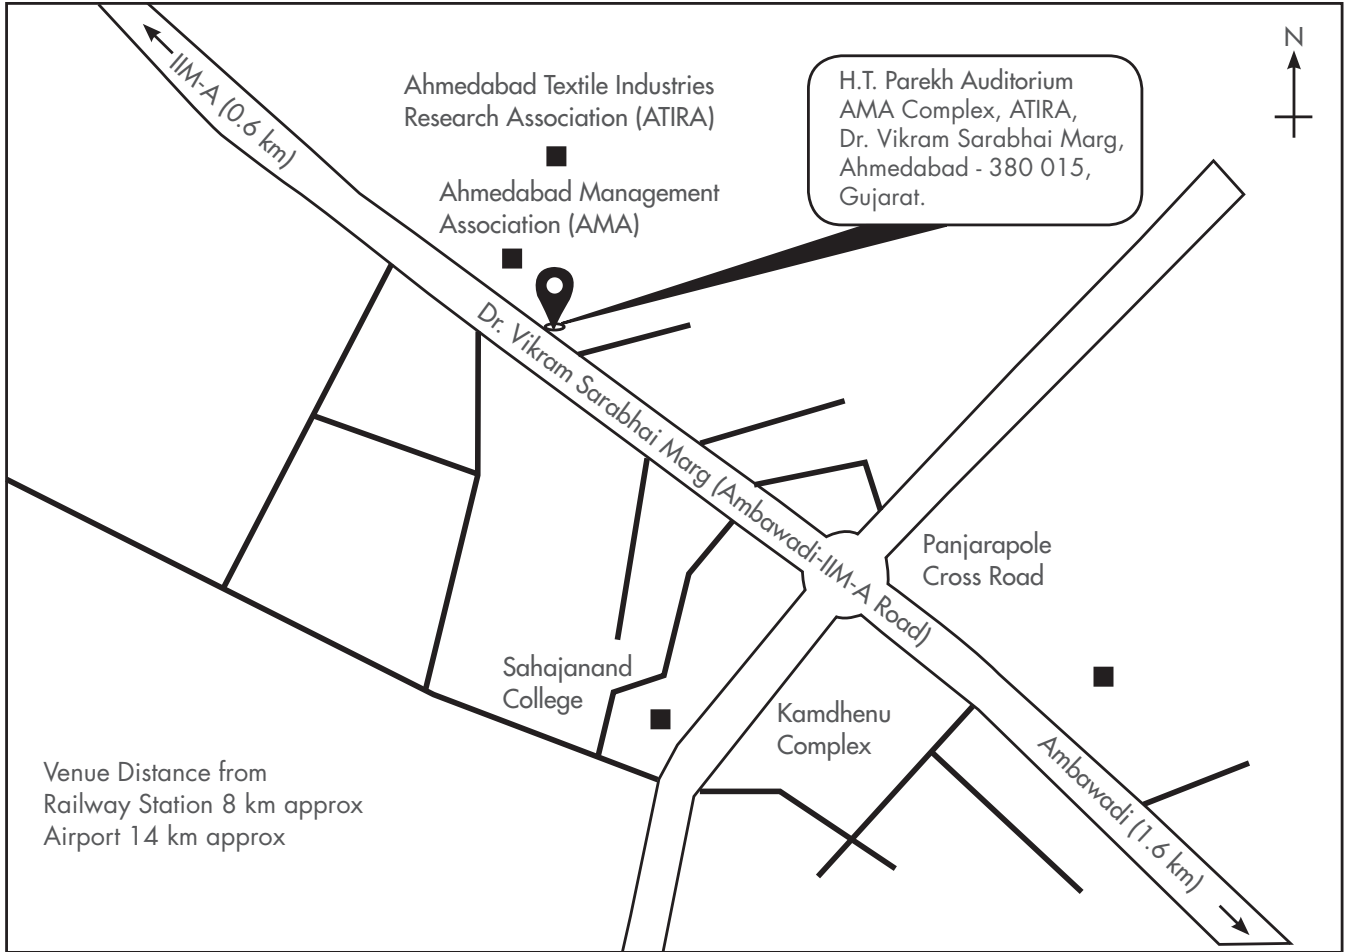 N
IIM-A (0.6 km)
Ahmedabad Textile Industries
Research Association (ATIRA)
H.T. Parekh Auditorium
AMA Complex, ATIRA,
Dr. Vikram Sarabhai Marg,
Ahmedabad - 380 015,
Gujarat.
Ahmedabad Management
Association (AMA)
Dr. Vikram Sarabhai Marg (Ambawadi-IIM-A Road)
Panjarapole
Cross Road
Sahajanand
College
Kamdhenu
Complex
Ambawadi (1.6 km)
Venue Distance from
Railway Station 8 km approx
Airport 14 km approx